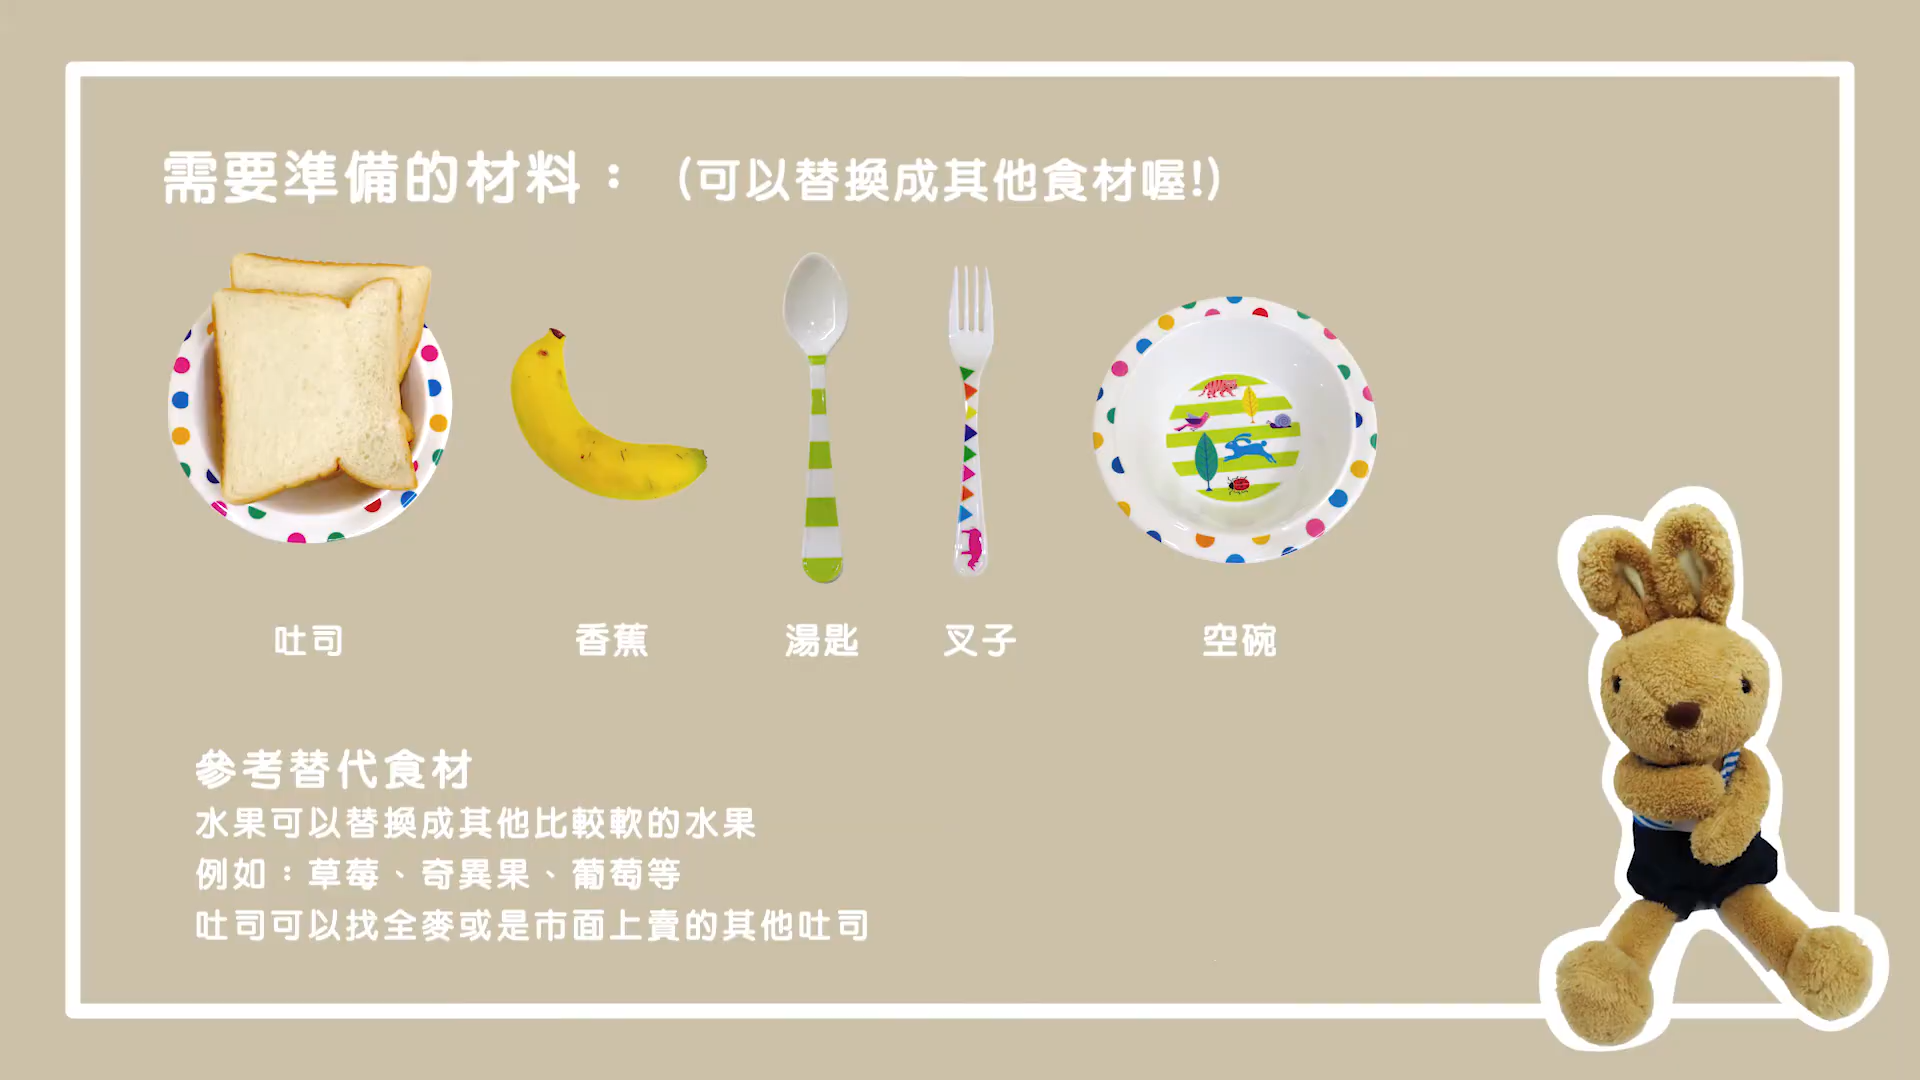 需要準備的材料： (可以替換成其他食材喔!)
吐司 香蕉 湯匙 叉子 空碗
參考替代食材
水果可以替換成其他比較軟的水果
例如：草莓、奇異果、葡萄等
吐司可以找全麥或是市面上賣的其他吐司